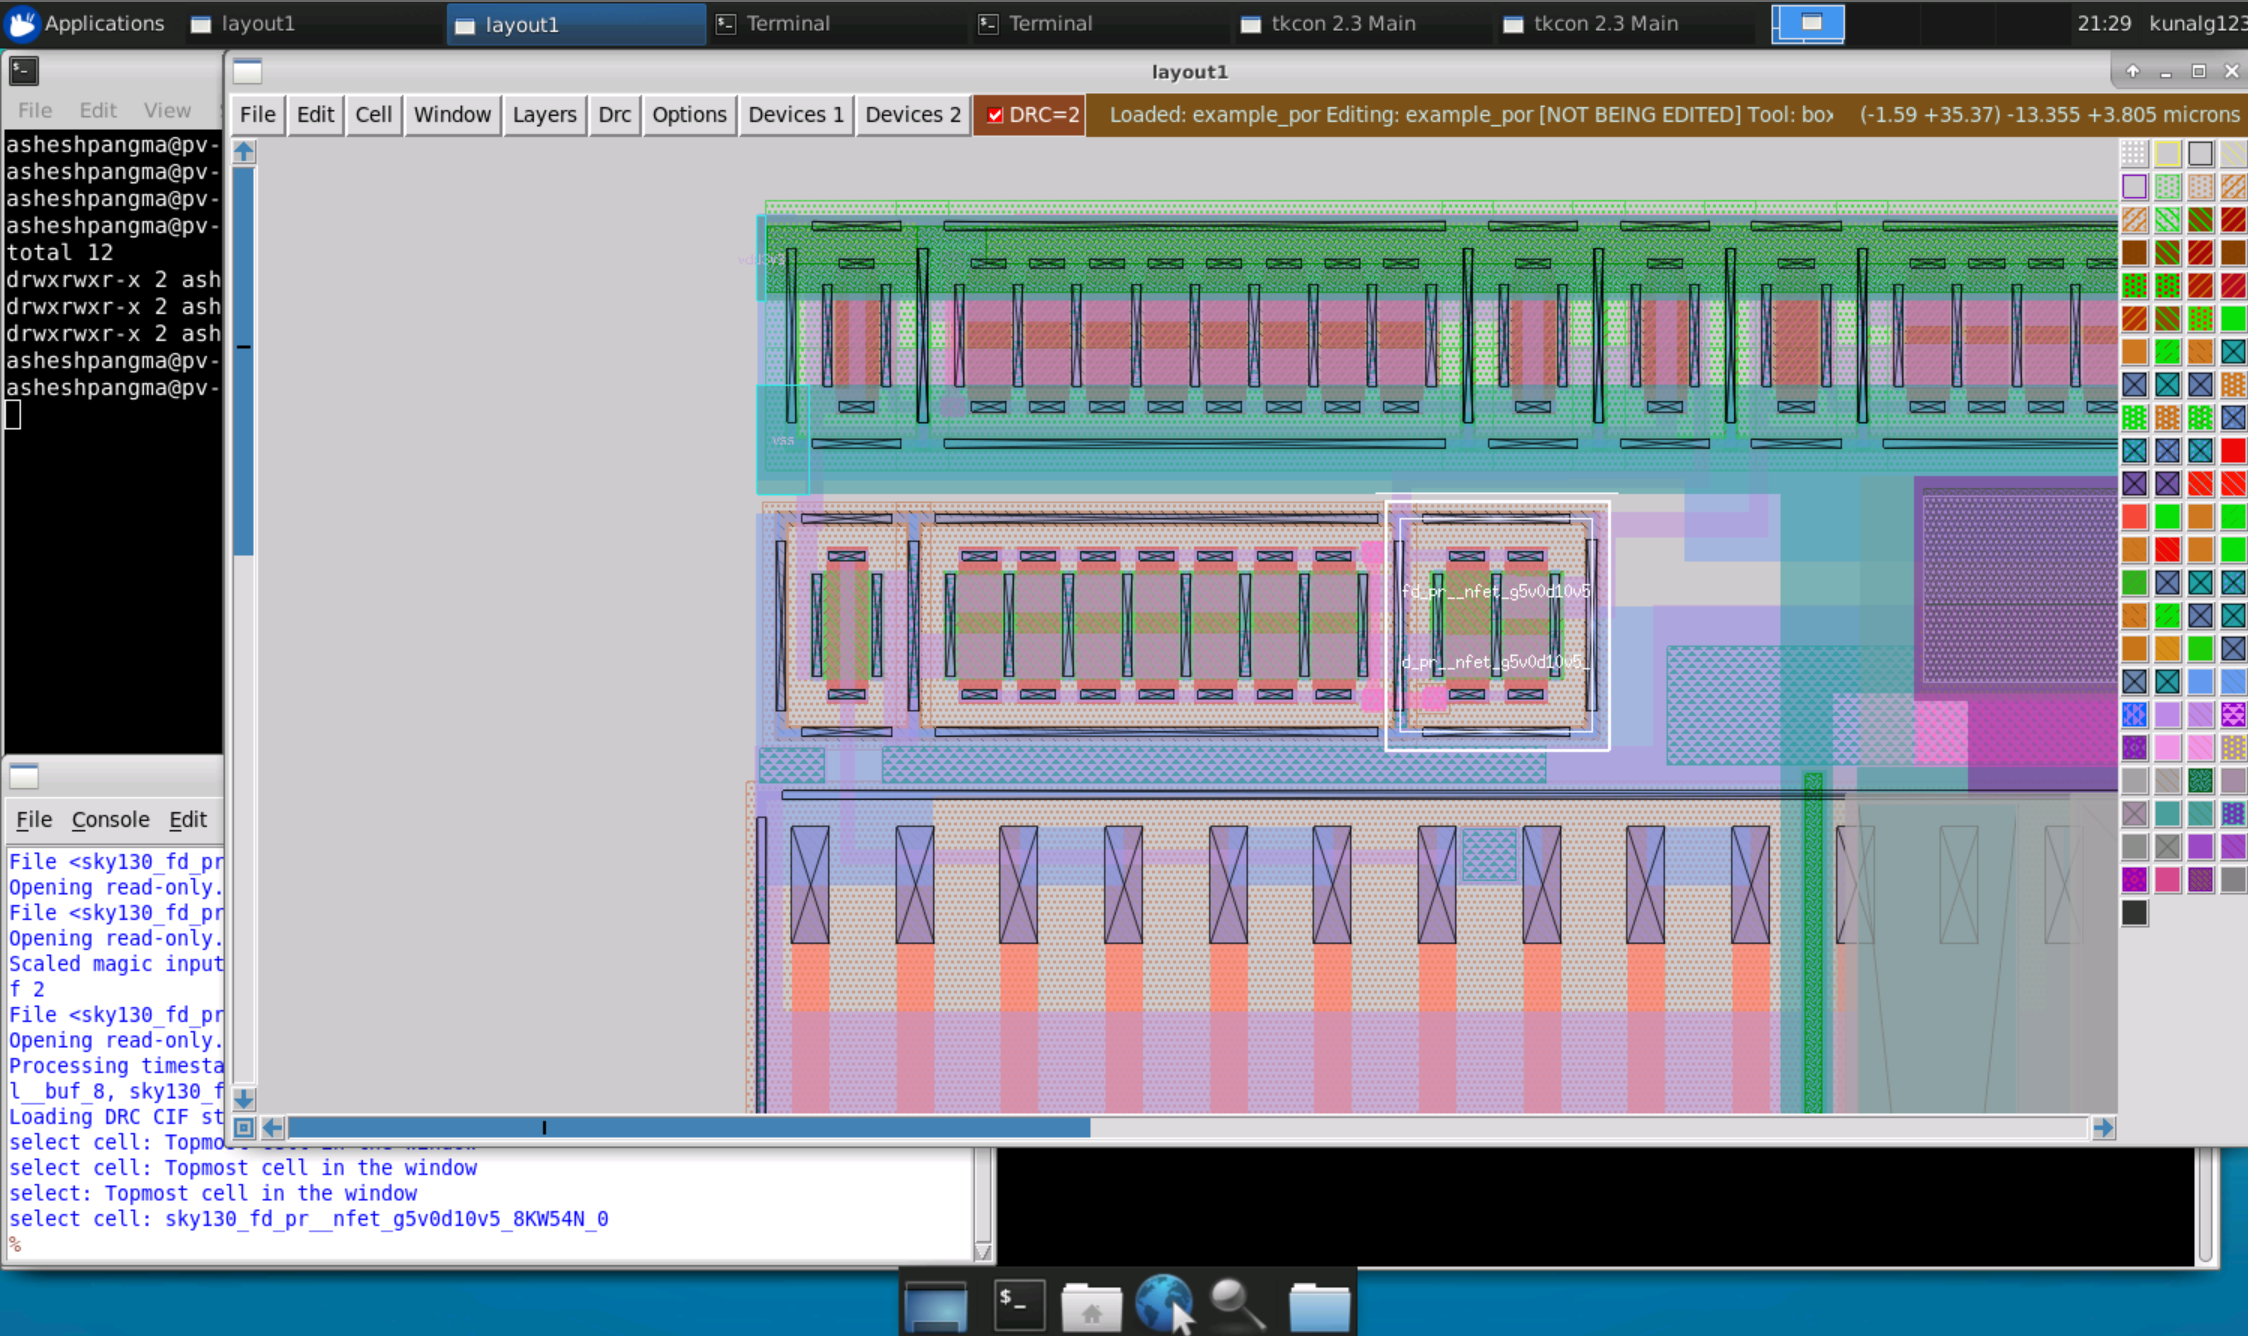 Applications layout1 layout1 Terminal Terminal tkcon 2.3 Main tkcon 2.3 Main 21:29 kunalg123
layout1
File Edit View
File Edit Cell Window Layers Drc Options Devices 1 Devices 2 DRC=2 Loaded: example_por Editing: example_por [NOT BEING EDITED] Tool: box (-1.59 +35.37) -13.355 +3.805 microns
asheshpangma@pv-
asheshpangma@pv-
asheshpangma@pv-
asheshpangma@pv-
total 12
drwxrwxr-x 2 ash
drwxrwxr-x 2 ash
drwxrwxr-x 2 ash
asheshpangma@pv-
asheshpangma@pv-
vdd3v3
vss
fd_pr__nfet_g5v0d10v5
d_pr__nfet_g5v0d10v5_
File Console Edit
File <sky130_fd_pr
Opening read-only.
File <sky130_fd_pr
Opening read-only.
Scaled magic input
f 2
File <sky130_fd_pr
Opening read-only.
Processing timesta
l__buf_8, sky130_f
Loading DRC CIF st
select cell: Topmost cell in the window
select cell: Topmost cell in the window
select: Topmost cell in the window
select cell: sky130_fd_pr__nfet_g5v0d10v5_8KW54N_0
%
$_